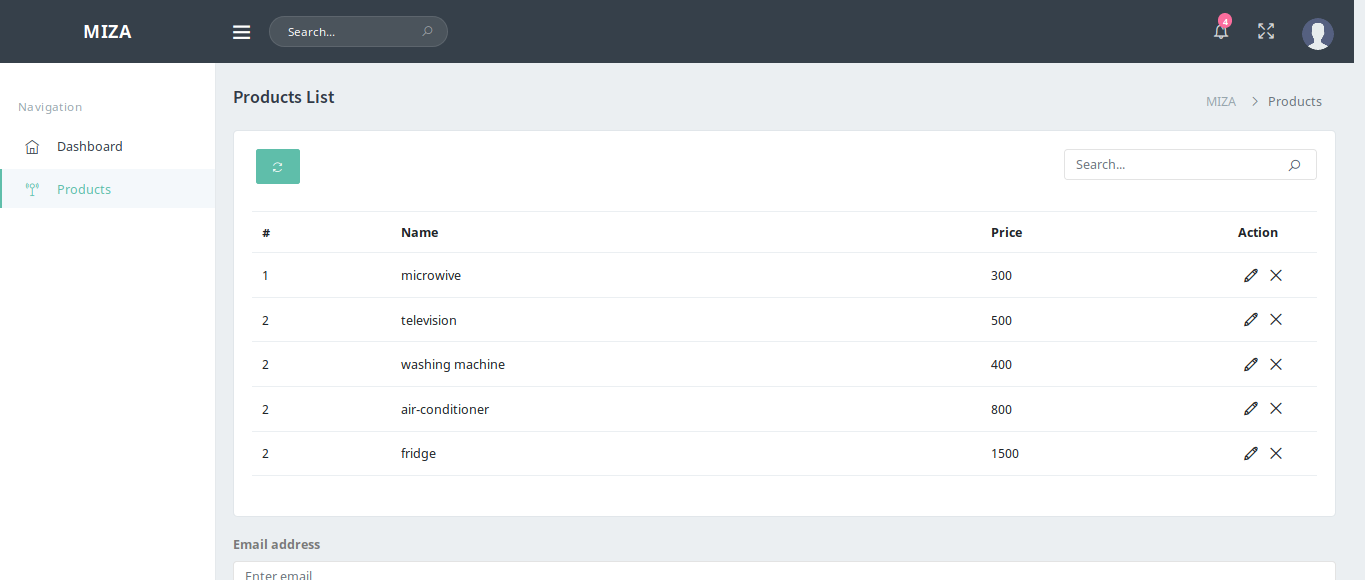 MIZA
Search...
4
Navigation
Dashboard
Products
Products List
MIZA > Products
Search...
# Name Price Action
1 microwive 300
2 television 500
2 washing machine 400
2 air-conditioner 800
2 fridge 1500
Email address
Enter email